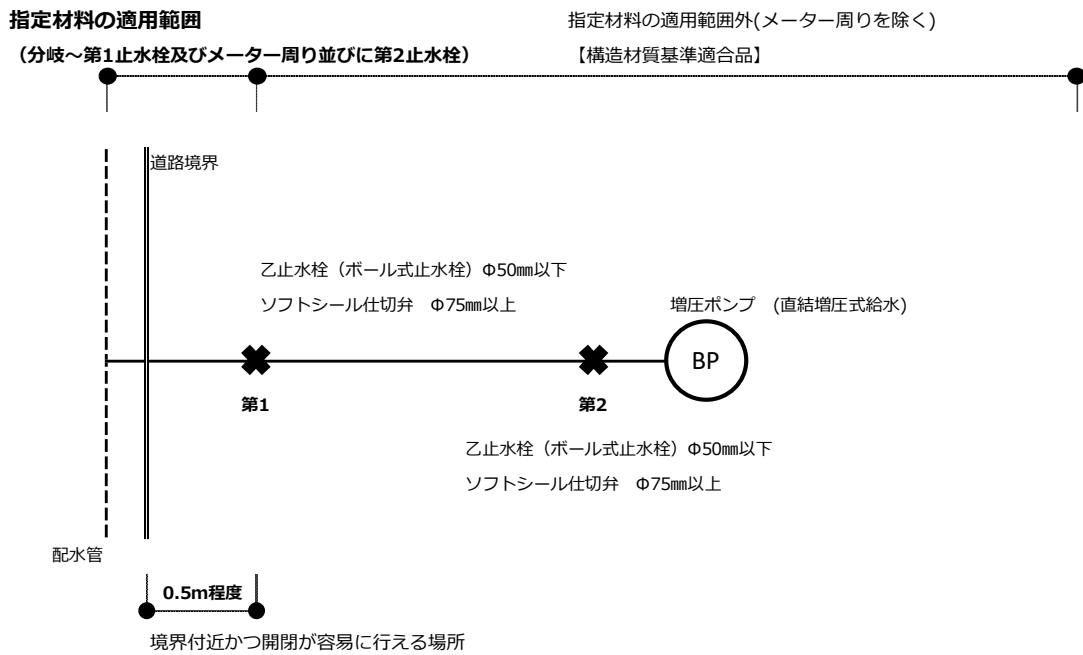 指定材料の適用範囲
指定材料の適用範囲外(メーター周りを除く)
（分岐～第1止水栓及びメーター周り並びに第2止水栓）
【構造材質基準適合品】
道路境界
乙止水栓（ボール式止水栓）Φ50㎜以下
ソフトシール仕切弁　Φ75㎜以上
増圧ポンプ　(直結増圧式給水)
BP
第1
第2
乙止水栓（ボール式止水栓）Φ50㎜以下
ソフトシール仕切弁　Φ75㎜以上
配水管
0.5m程度
境界付近かつ開閉が容易に行える場所